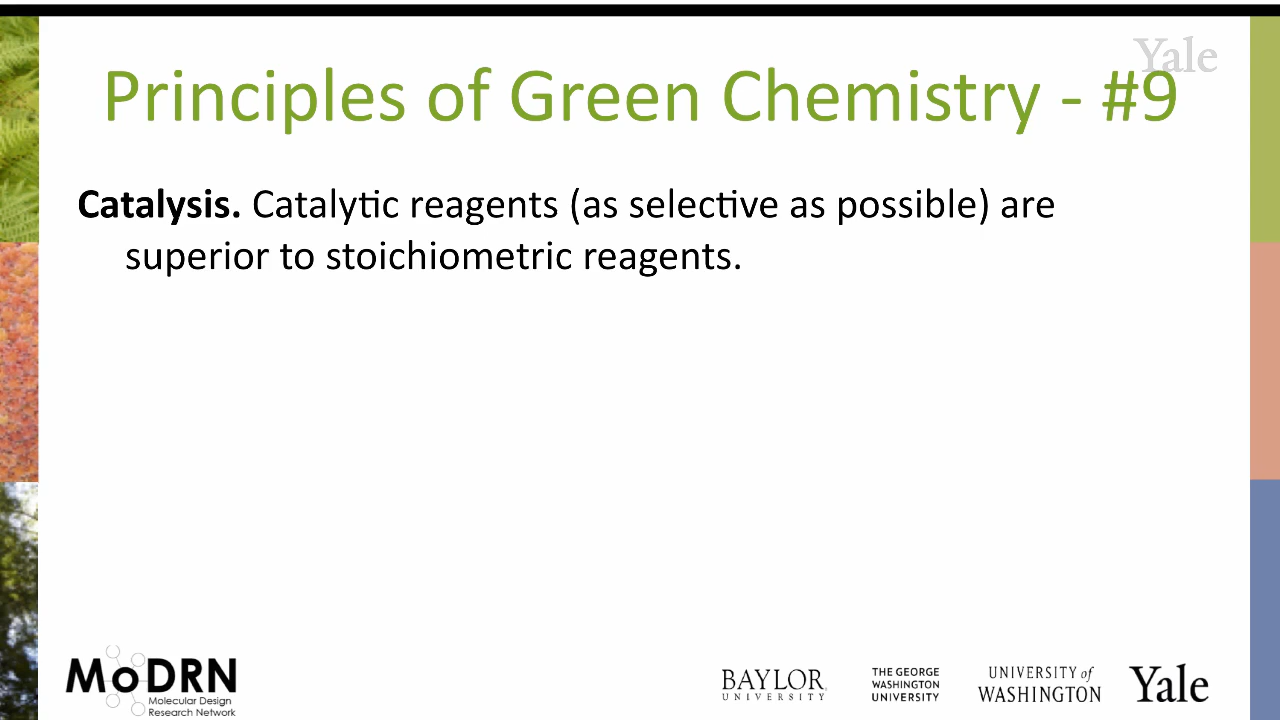 Yale
Principles of Green Chemistry - #9
Catalysis. Catalytic reagents (as selective as possible) are
superior to stoichiometric reagents.
MoDRN
Molecular Design
Research Network
BAYLOR
UNIVERSITY
THE GEORGE
WASHINGTON
UNIVERSITY
UNIVERSITY of
WASHINGTON
Yale